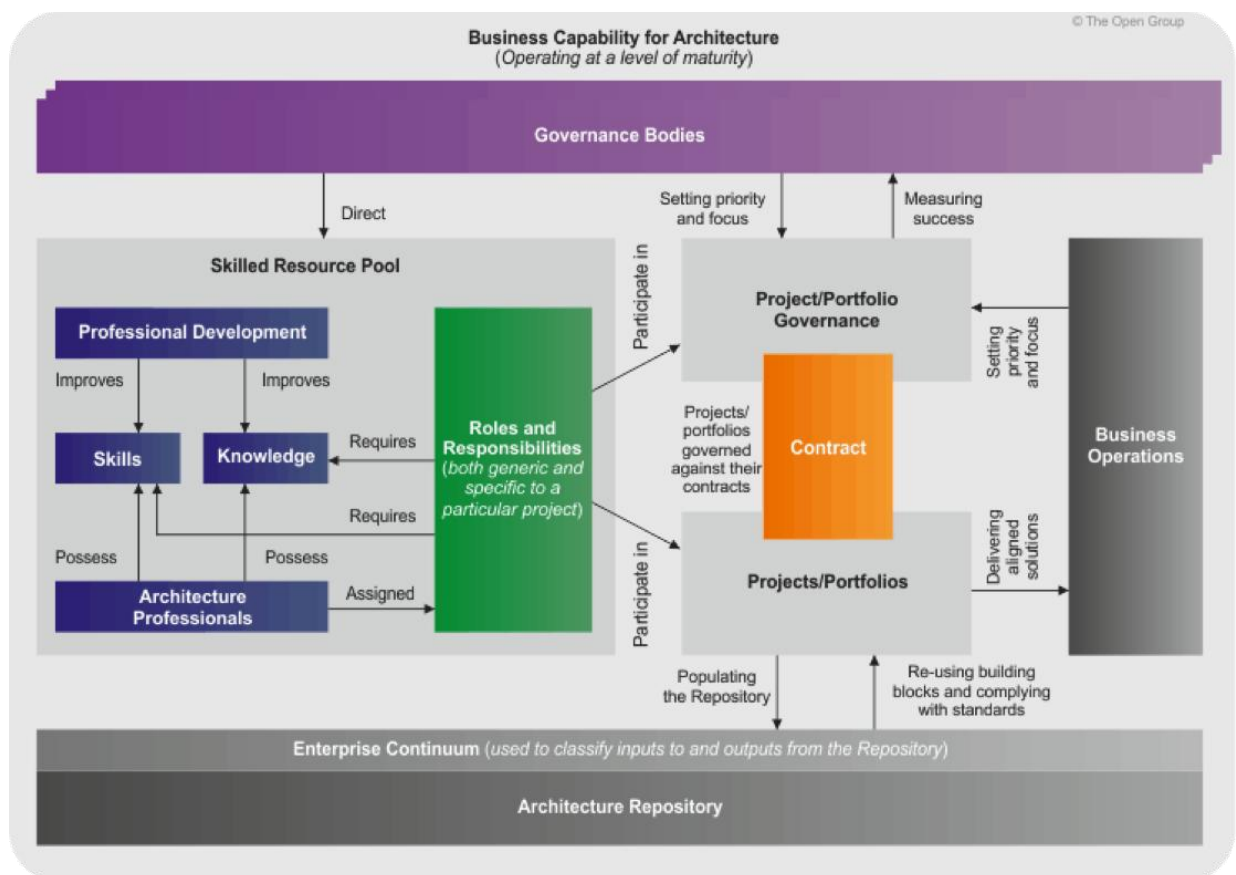 © The Open Group
Business Capability for Architecture
(Operating at a level of maturity)
Governance Bodies
Direct
Setting priority
and focus
Measuring
success
Skilled Resource Pool
Professional Development
Improves
Improves
Skills
Knowledge
Requires
Requires
Possess
Possess
Architecture
Professionals
Assigned
Roles and
Responsibilities
(both generic and
specific to a
particular project)
Participate in
Participate in
Project/Portfolio
Governance
Projects/
portfolios
governed
against their
contracts
Contract
Projects/Portfolios
Setting
priority
and focus
Delivering
aligned
solutions
Business
Operations
Populating
the Repository
Re-using building
blocks and complying
with standards
Enterprise Continuum (used to classify inputs to and outputs from the Repository)
Architecture Repository